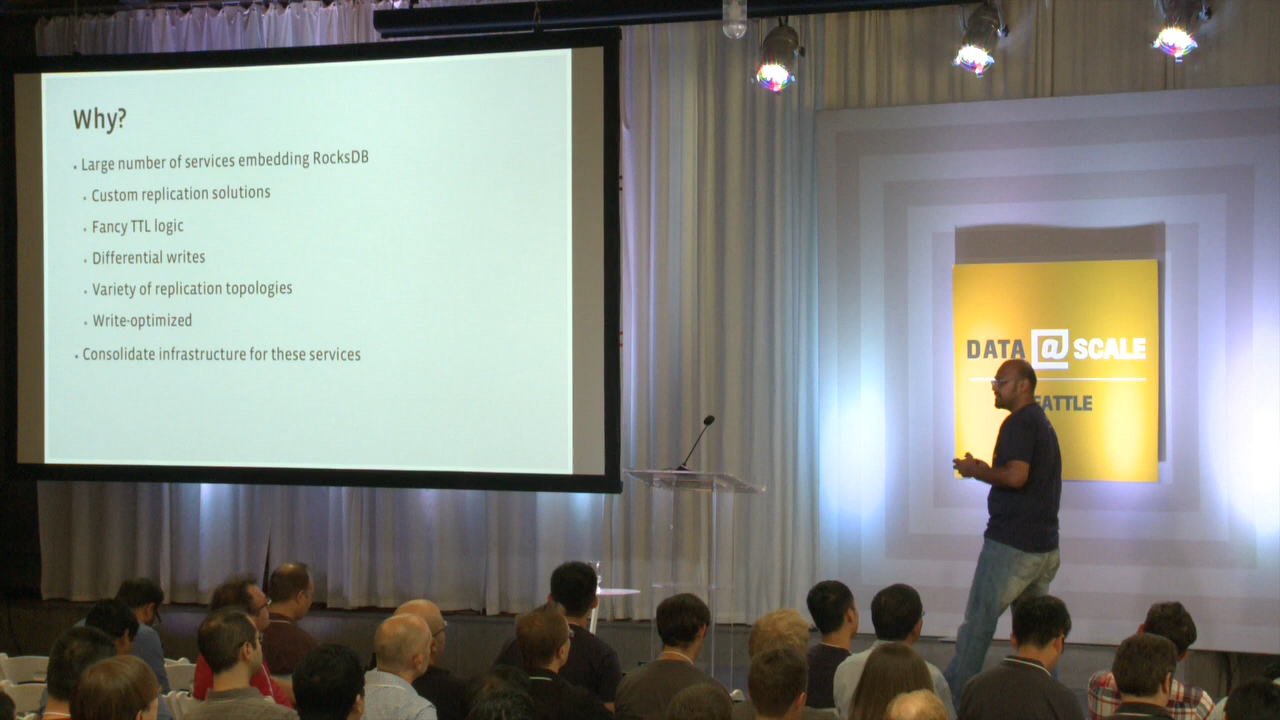 Why?
• Large number of services embedding RocksDB
• Custom replication solutions
• Fancy TTL logic
• Differential writes
• Variety of replication topologies
• Write-optimized
• Consolidate infrastructure for these services
DATA @ SCALE